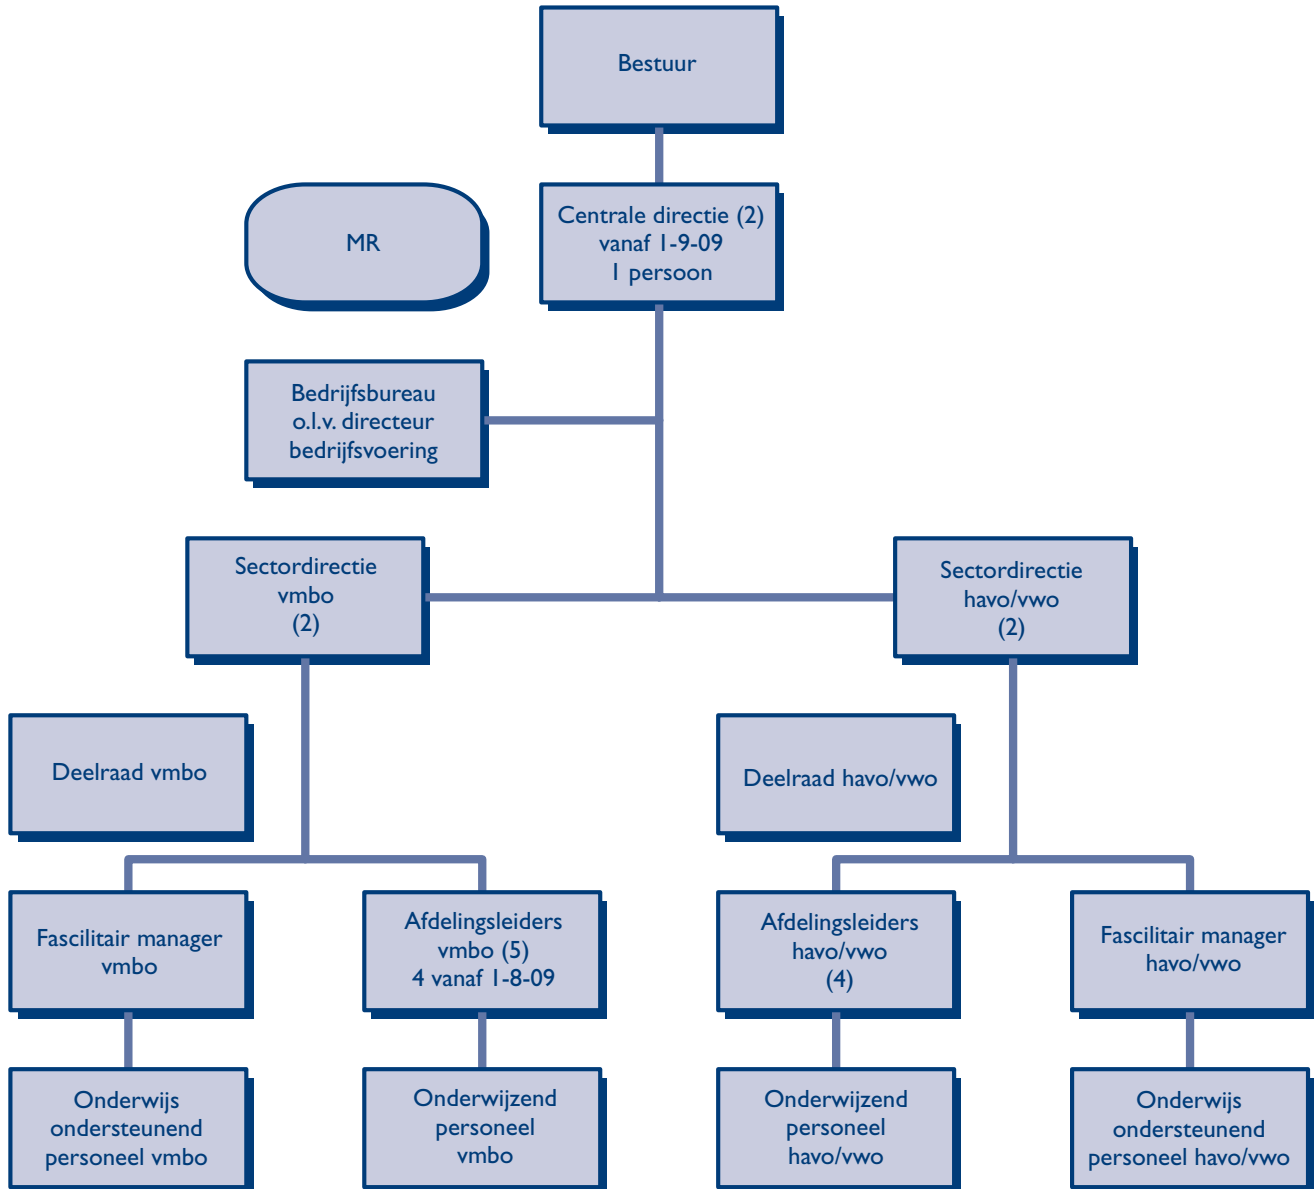 Bestuur
MR
Centrale directie (2)
vanaf 1-9-09
1 persoon
Bedrijfsbureau
o.l.v. directeur
bedrijfsvoering
Sectordirectie
vmbo
(2)
Sectordirectie
havo/vwo
(2)
Deelraad vmbo
Deelraad havo/vwo
Fascilitair manager
vmbo
Afdelingsleiders
vmbo (5)
4 vanaf 1-8-09
Afdelingsleiders
havo/vwo
(4)
Fascilitair manager
havo/vwo
Onderwijs
ondersteunend
personeel vmbo
Onderwijzend
personeel
vmbo
Onderwijzend
personeel
havo/vwo
Onderwijs
ondersteunend
personeel havo/vwo